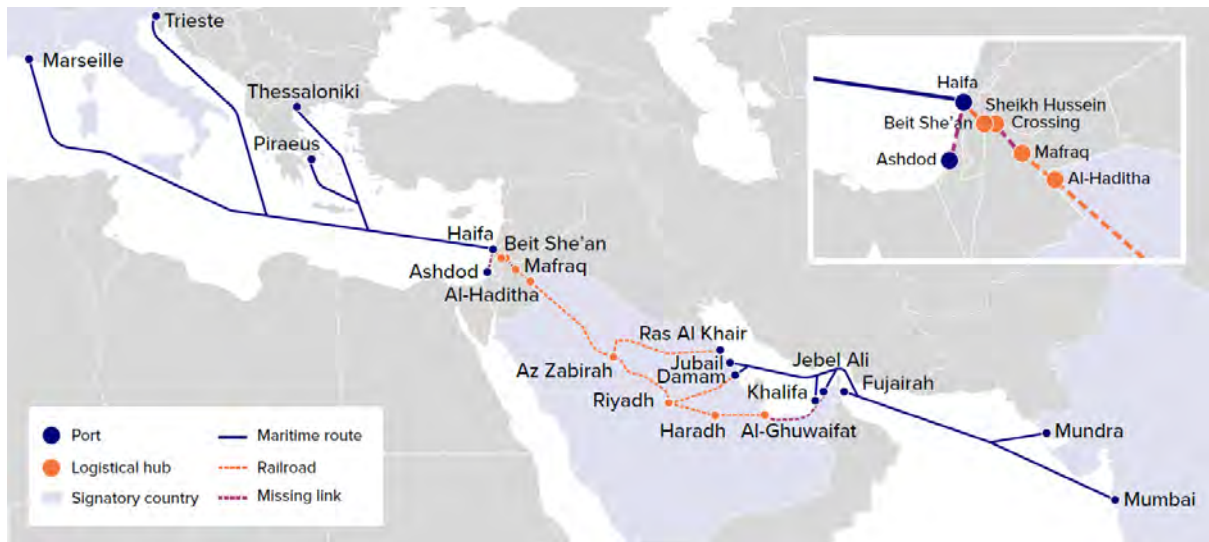 Trieste
Marseille
Thessaloniki
Piraeus
Haifa
Beit She'an
Ashdod
Mafraq
Al-Haditha
Ras Al Khair
Az Zabirah
Jubail
Damam
Jebel Ali
Riyadh
Khalifa
Fujairah
Haradh
Al-Ghuwaifat
Mundra
Mumbai
Haifa
Sheikh Hussein
Crossing
Beit She'an
Ashdod
Mafraq
Al-Haditha
Port
Maritime route
Logistical hub
Railroad
Signatory country
Missing link